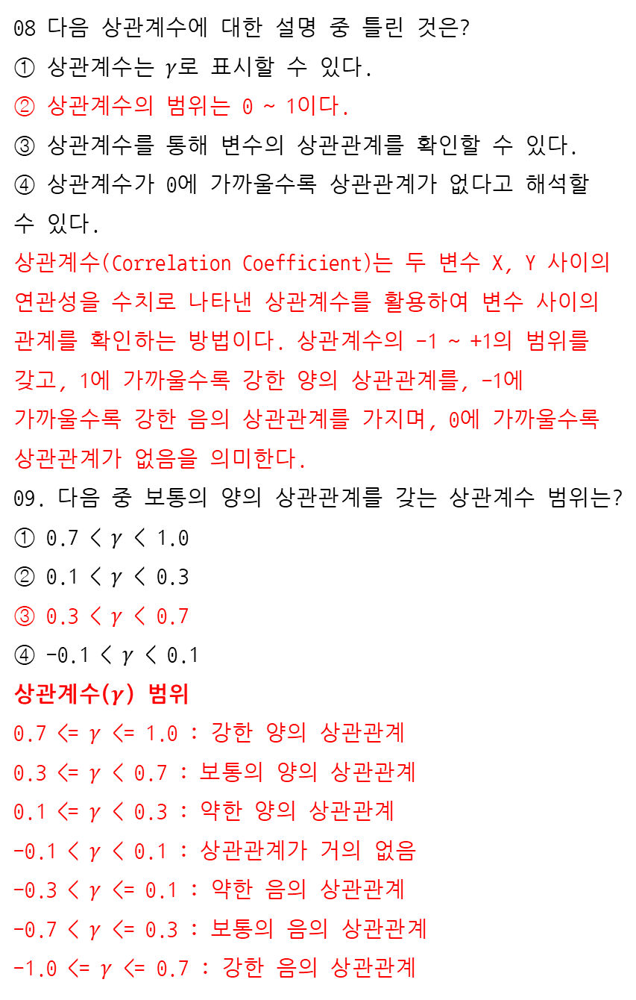 08 다음 상관계수에 대한 설명 중 틀린 것은?
① 상관계수는 γ로 표시할 수 있다.
② 상관계수의 범위는 0 ~ 1이다.
③ 상관계수를 통해 변수의 상관관계를 확인할 수 있다.
④ 상관계수가 0에 가까울수록 상관관계가 없다고 해석할
수 있다.
상관계수(Correlation Coefficient)는 두 변수 X, Y 사이의
연관성을 수치로 나타낸 상관계수를 활용하여 변수 사이의
관계를 확인하는 방법이다. 상관계수의 -1 ~ +1의 범위를
갖고, 1에 가까울수록 강한 양의 상관관계를, -1에
가까울수록 강한 음의 상관관계를 가지며, 0에 가까울수록
상관관계가 없음을 의미한다.
09. 다음 중 보통의 양의 상관관계를 갖는 상관계수 범위는?
① 0.7 < γ < 1.0
② 0.1 < γ < 0.3
③ 0.3 < γ < 0.7
④ -0.1 < γ < 0.1
상관계수(γ) 범위
0.7 <= γ <= 1.0 : 강한 양의 상관관계
0.3 <= γ < 0.7 : 보통의 양의 상관관계
0.1 <= γ < 0.3 : 약한 양의 상관관계
-0.1 < γ < 0.1 : 상관관계가 거의 없음
-0.3 < γ <= 0.1 : 약한 음의 상관관계
-0.7 < γ <= 0.3 : 보통의 음의 상관관계
-1.0 <= γ <= 0.7 : 강한 음의 상관관계